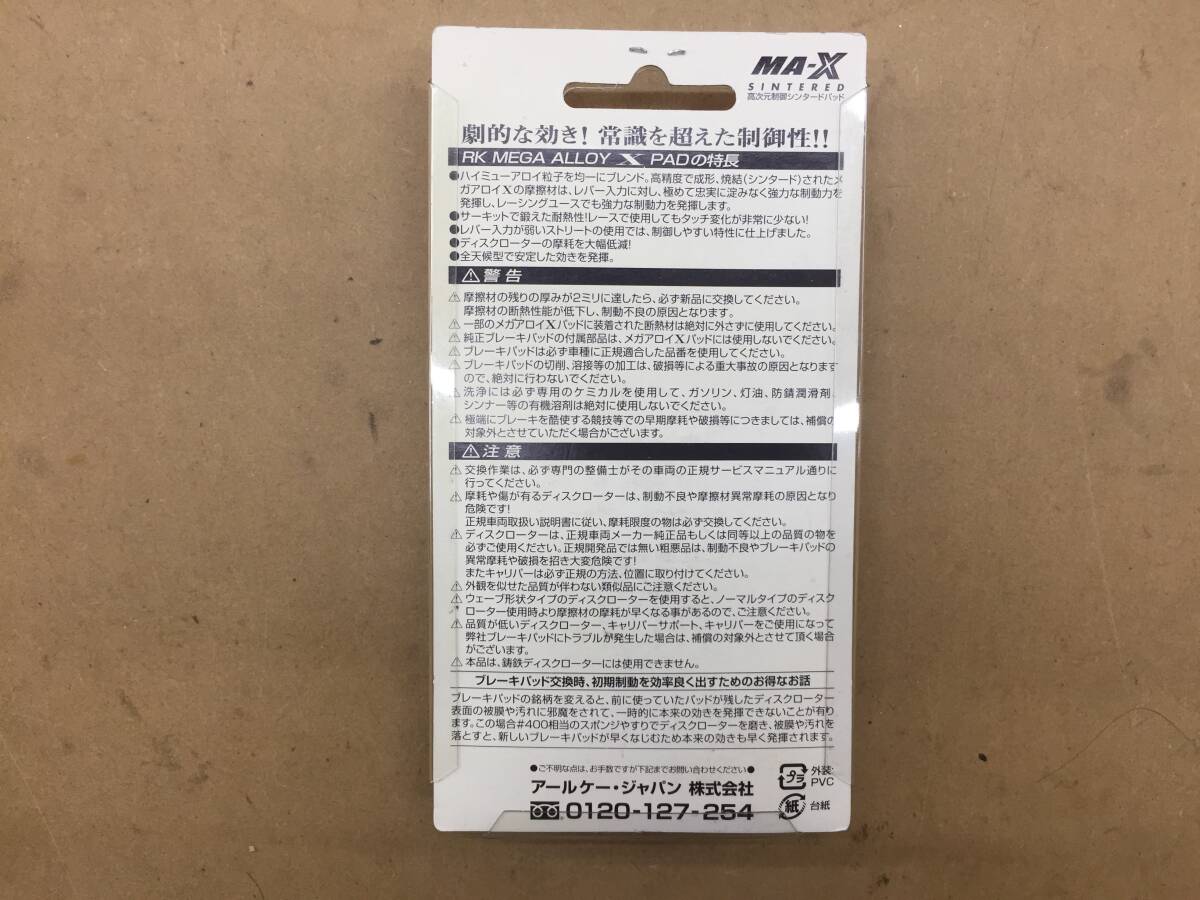 MA-X
SINTERED
高次元制御シンタードパッド
劇的な効き! 常識を超えた制御性!!
RK MEGA ALLOY X PADの特長
●ハイミューアロイ粒子を均一にブレンド。高精度で成形、焼結(シンタード)されたメ
ガアロイXの摩擦材は、レバー入力に対し、極めて忠実に淀みなく強力な制動力を
発揮し、レーシングユースでも強力な制動力を発揮します。
●サーキットで鍛えた耐熱性!レースで使用してもタッチ変化が非常に少ない!
●レバー入力が弱いストリートの使用では、制御しやすい特性に仕上げました。
●ディスクローターの摩耗を大幅低減!
●全天候型で安定した効きを発揮。
⚠警告
⚠摩擦材の残りの厚みが2ミリに達したら、必ず新品に交換してください。
摩擦材の断熱性能が低下し、制動不良の原因となります。
⚠一部のメガアロイXパッドに装着された断熱材は絶対に外さずに使用してください。
⚠純正ブレーキパッドの付属部品は、メガアロイXパッドには使用しないでください。
⚠ブレーキパッドは必ず車種に正規適合した品番を使用してください。
⚠ブレーキパッドの切削、溶接等の加工は、破損等による重大事故の原因となります
ので、絶対に行わないでください。
⚠洗浄には必ず専用のケミカルを使用して、ガソリン、灯油、防錆潤滑剤、
シンナー等の有機溶剤は絶対に使用しないでください。
⚠極端にブレーキを酷使する競技等での早期摩耗や破損等につきましては、補償の
対象外とさせていただく場合がございます。
⚠注意
⚠交換作業は、必ず専門の整備士がその車両の正規サービスマニュアル通りに
行ってください。
⚠摩耗や傷が有るディスクローターは、制動不良や摩擦材異常摩耗の原因となり
危険です!
正規車両取扱い説明書に従い、摩耗限度の物は必ず交換してください。
⚠ディスクローターは、正規車両メーカー純正品もしくは同等以上の品質の物を
必ずご使用ください。正規開発品では無い粗悪品は、制動不良やブレーキパッドの
異常摩耗や破損を招き大変危険です!
またキャリパーは必ず正規の方法、位置に取り付けてください。
⚠外観を似せた品質が伴わない類似品にご注意ください。
⚠ウェーブ形状タイプのディスクローターを使用すると、ノーマルタイプのディスク
ローター使用時より摩擦材の摩耗が早くなる事があるので、ご注意ください。
⚠品質が低いディスクローター、キャリパーサポート、キャリパーをご使用になって
弊社ブレーキパッドにトラブルが発生した場合は、補償の対象外とさせて頂く場合
がございます。
⚠本品は、鋳鉄ディスクローターには使用できません。
ブレーキパッド交換時、初期制動を効率良く出すためのお得なお話
ブレーキパッドの銘柄を変えると、前に使っていたパッドが残したディスクローター
表面の被膜や汚れに邪魔をされて、一時的に本来の効きを発揮できないことが有り
ます。この場合#400相当のスポンジやすりでディスクローターを磨き、被膜や汚れを
落とすと、新しいブレーキパッドが早くなじむため本来の効きも早く発揮されます。
●ご不明な点は、お手数ですが下記までお問い合わせください●
アールケー・ジャパン 株式会社
0120-127-254
プラ
外装:
PVC
紙
台紙